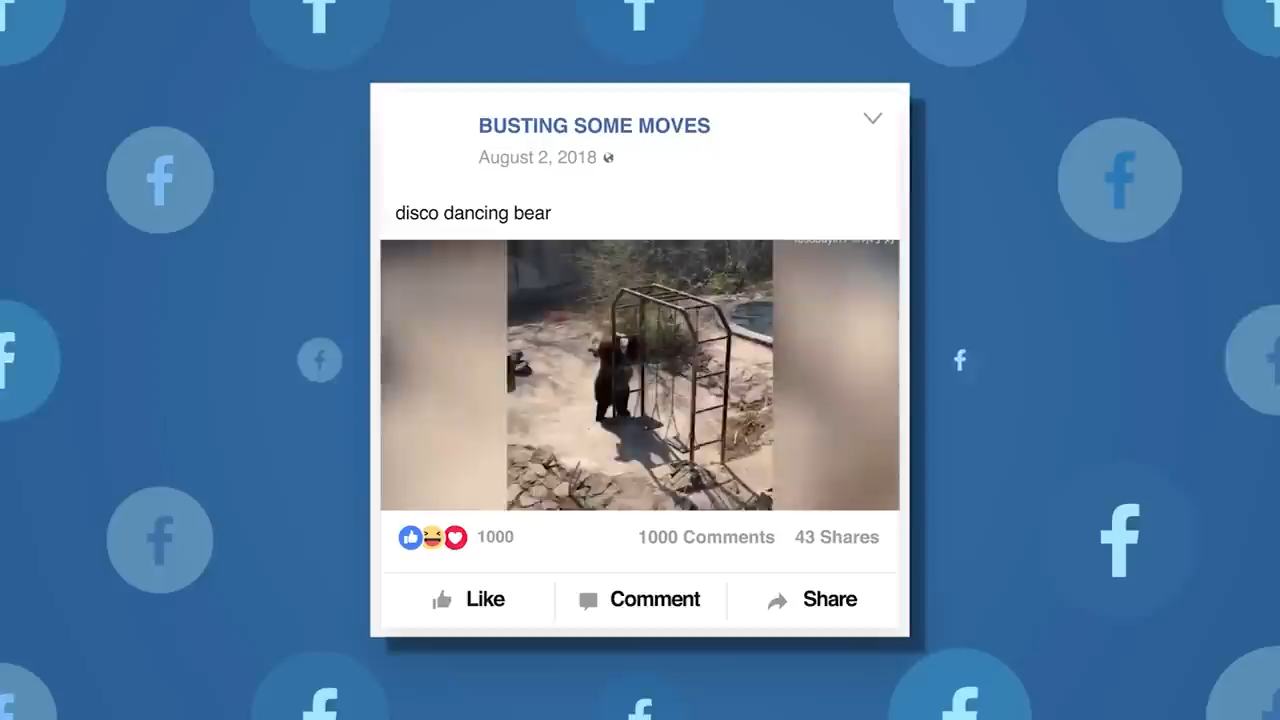 BUSTING SOME MOVES
August 2, 2018
disco dancing bear
1000
1000 Comments 43 Shares
Like Comment Share